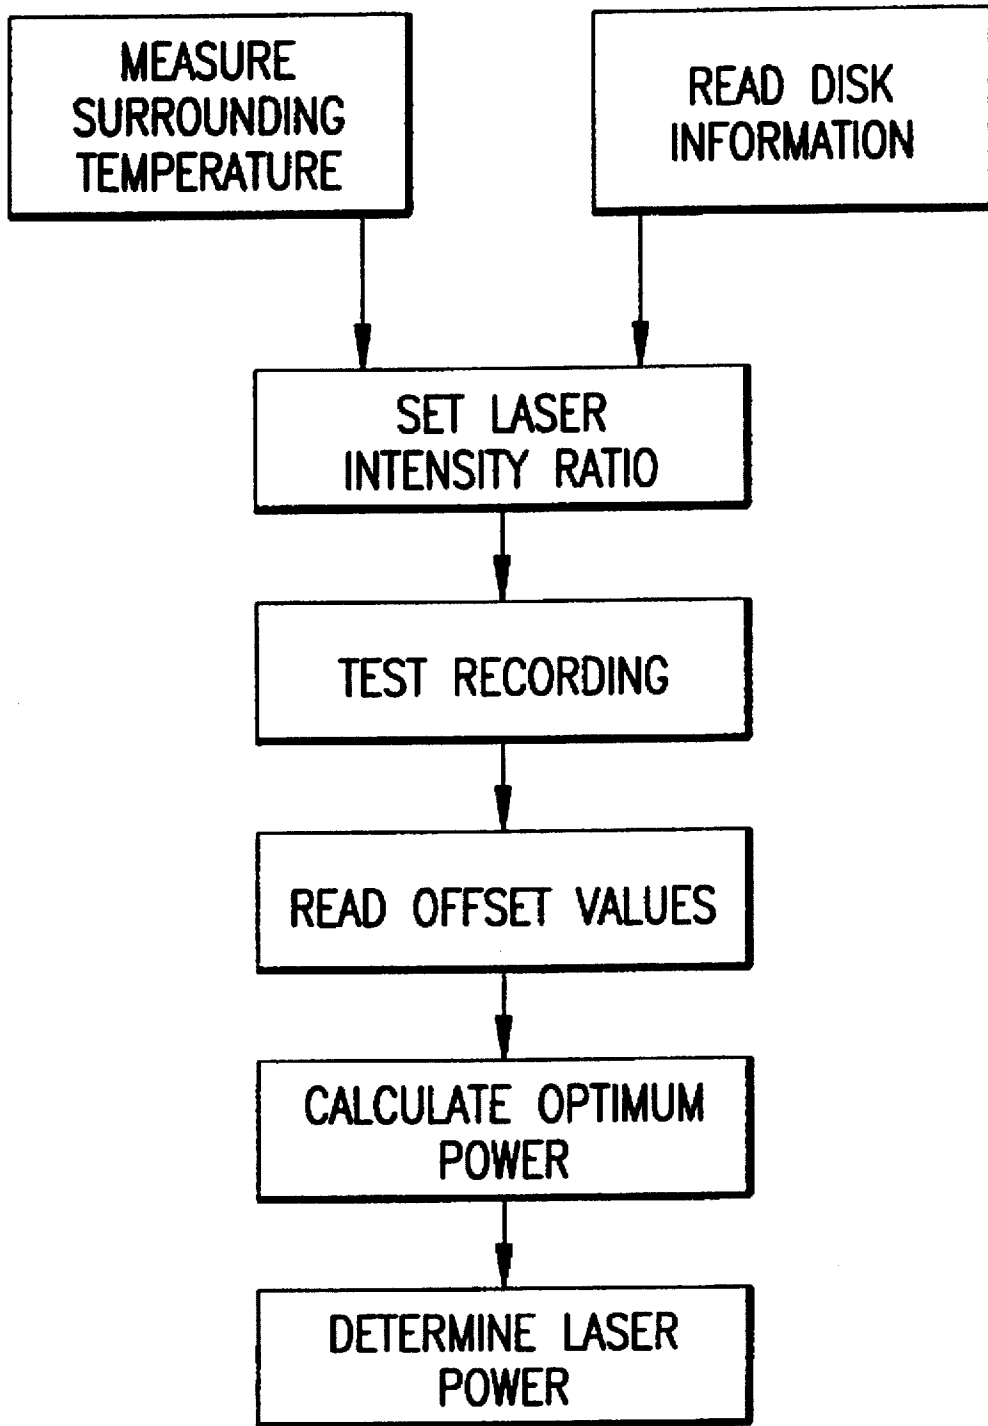 MEASURE
SURROUNDING
TEMPERATURE
READ DISK
INFORMATION
SET LASER
INTENSITY RATIO
TEST RECORDING
READ OFFSET VALUES
CALCULATE OPTIMUM
POWER
DETERMINE LASER
POWER